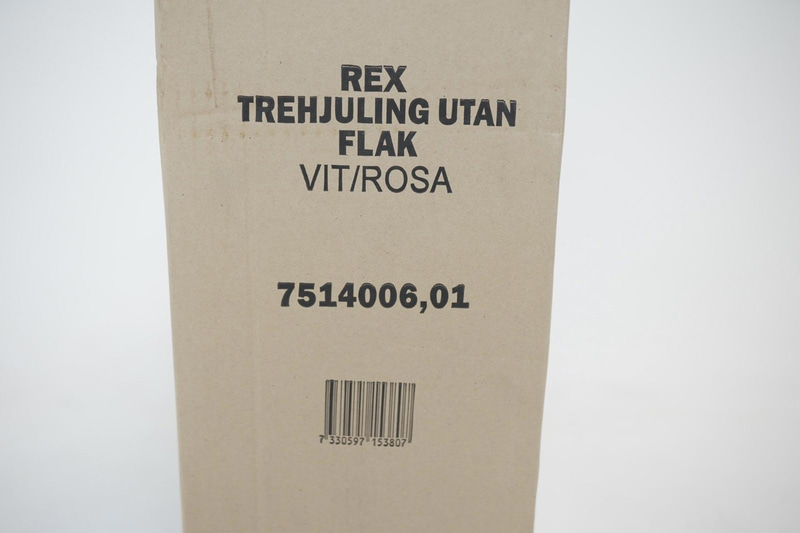 REX
TREHJULING UTAN
FLAK
VIT/ROSA
7514006,01
7 330597 153807